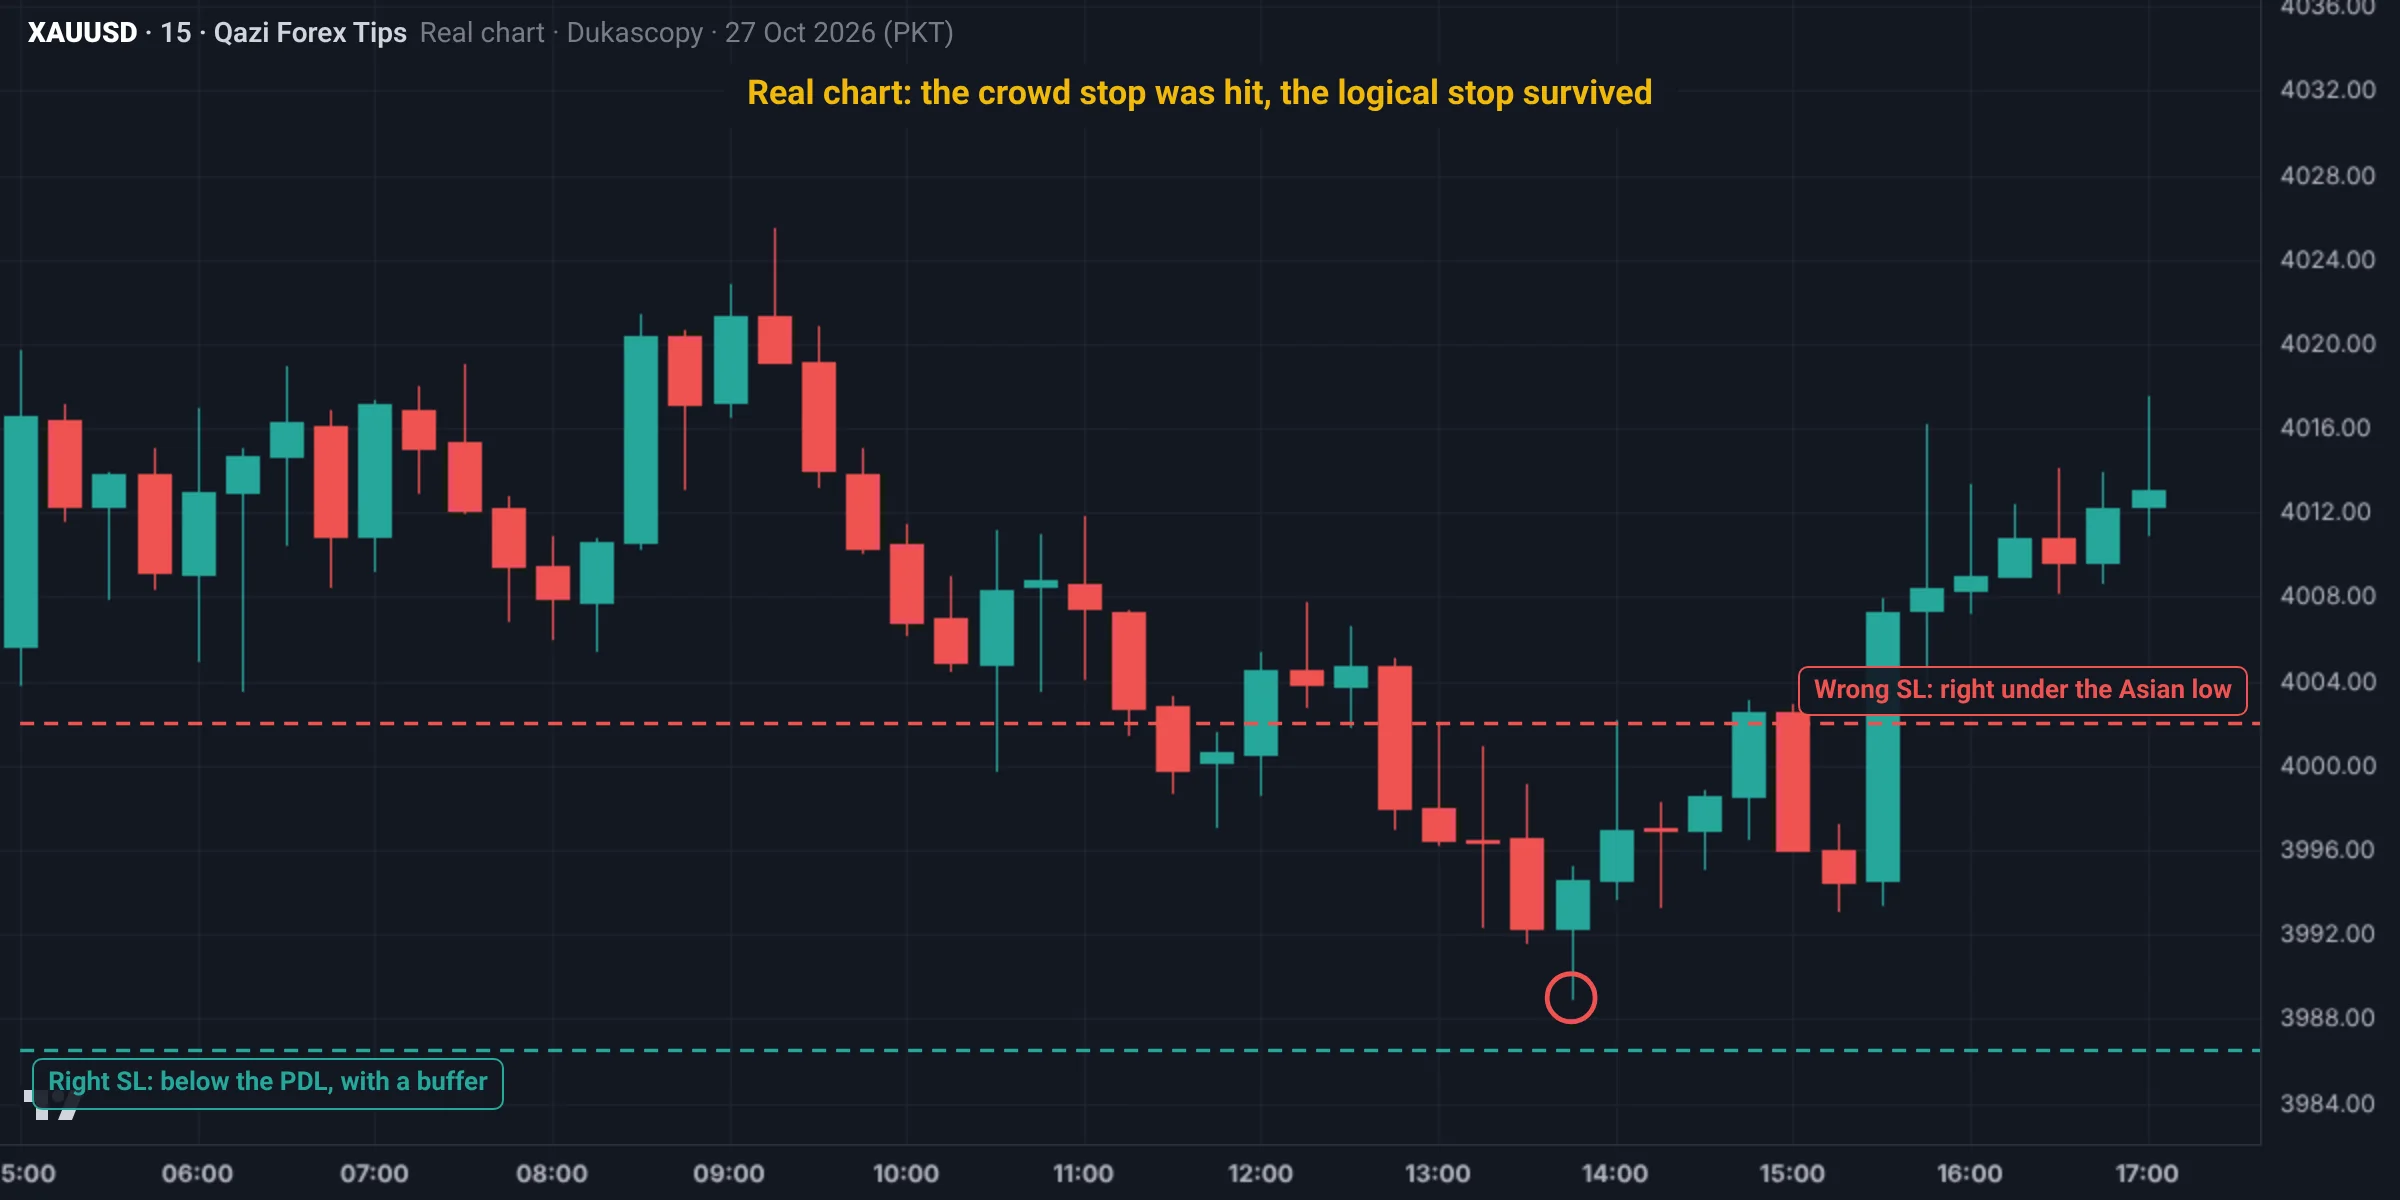 XAUUSD · 15 · Qazi Forex Tips Real chart · Dukascopy · 27 Oct 2026 (PKT)
Real chart: the crowd stop was hit, the logical stop survived
4036.00
4032.00
4028.00
4024.00
4020.00
4016.00
4012.00
4008.00
4004.00
4000.00
3996.00
3992.00
3988.00
3984.00
Wrong SL: right under the Asian low
Right SL: below the PDL, with a buffer
5:00 06:00 07:00 08:00 09:00 10:00 11:00 12:00 13:00 14:00 15:00 16:00 17:00